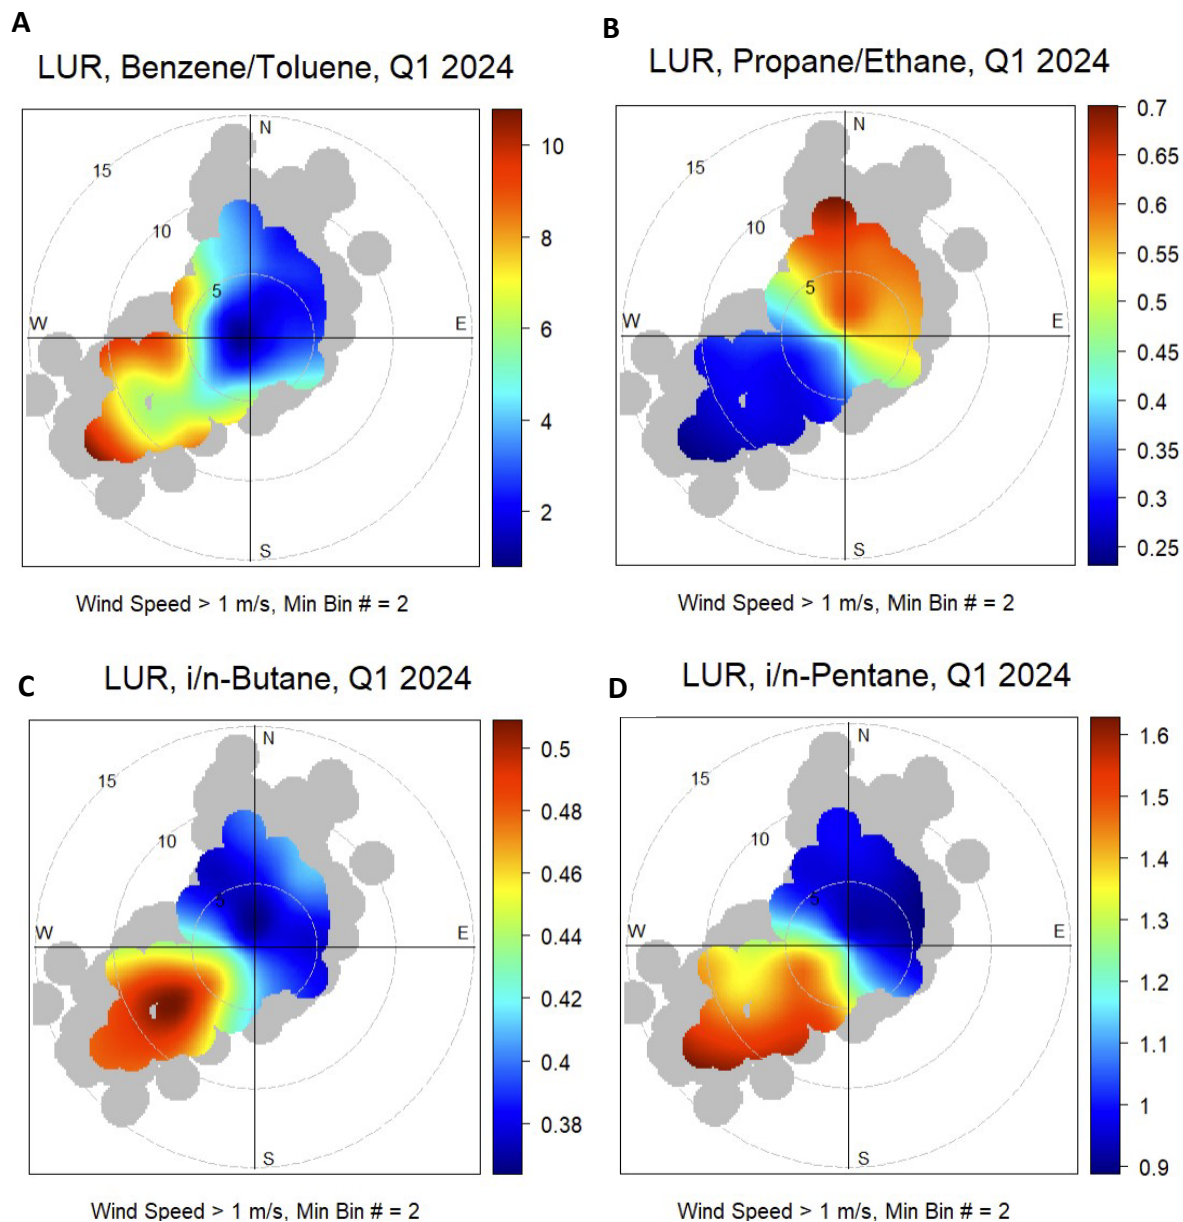 A
LUR, Benzene/Toluene, Q1 2024
N
15
10
5
W
E
S
10
8
6
4
2
Wind Speed > 1 m/s, Min Bin # = 2
B
LUR, Propane/Ethane, Q1 2024
N
15
10
5
W
E
S
0.7
0.65
0.6
0.55
0.5
0.45
0.4
0.35
0.3
0.25
Wind Speed > 1 m/s, Min Bin # = 2
C
LUR, i/n-Butane, Q1 2024
N
15
10
5
W
E
S
0.5
0.48
0.46
0.44
0.42
0.4
0.38
Wind Speed > 1 m/s, Min Bin # = 2
D
LUR, i/n-Pentane, Q1 2024
N
15
10
5
W
E
S
1.6
1.5
1.4
1.3
1.2
1.1
1
0.9
Wind Speed > 1 m/s, Min Bin # = 2